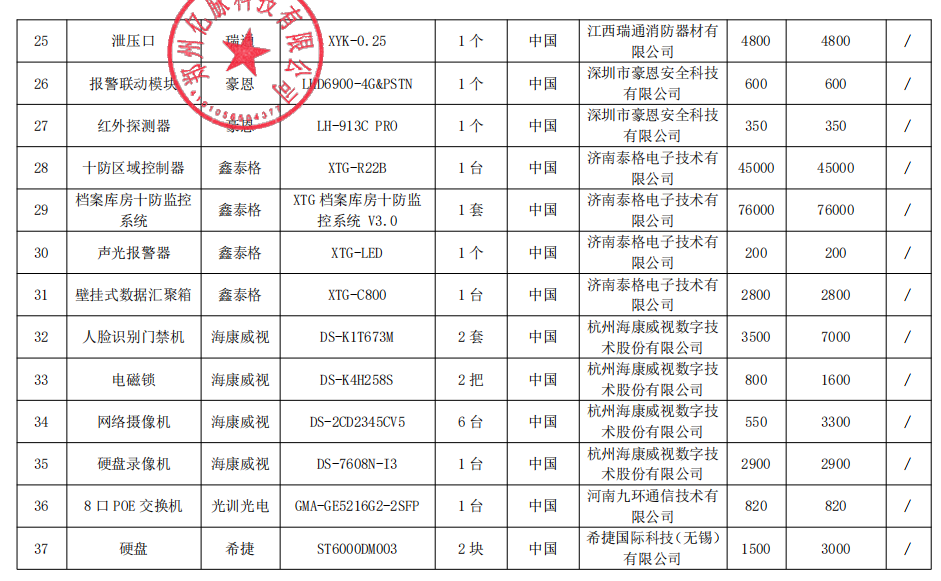 郑州亿脉科技有限公司
25 泄压口 瑞通 XYK-0.25 1 个 中国 江西瑞通消防器材有 4800 4800 /
限公司
26 报警联动模块 豪恩 LHD6900-4G&PSTN 1 个 中国 深圳市豪恩安全科技 600 600 /
有限公司
27 红外探测器 豪恩 LH-913C PRO 1 个 中国 深圳市豪恩安全科技 350 350 /
有限公司
28 十防区域控制器 鑫泰格 XTG-R22B 1 台 中国 济南泰格电子技术有 45000 45000 /
限公司
29 档案库房十防监控 鑫泰格 XTG 档案库房十防监 1 套 中国 济南泰格电子技术有 76000 76000 /
系统 控系统 V3.0 限公司
30 声光报警器 鑫泰格 XTG-LED 1 个 中国 济南泰格电子技术有 200 200 /
限公司
31 壁挂式数据汇聚箱 鑫泰格 XTG-C800 1 台 中国 济南泰格电子技术有 2800 2800 /
限公司
32 人脸识别门禁机 海康威视 DS-K1T673M 2 套 中国 杭州海康威视数字技 3500 7000 /
术股份有限公司
33 电磁锁 海康威视 DS-K4H258S 2 把 中国 杭州海康威视数字技 800 1600 /
术股份有限公司
34 网络摄像机 海康威视 DS-2CD2345CV5 6 台 中国 杭州海康威视数字技 550 3300 /
术股份有限公司
35 硬盘录像机 海康威视 DS-7608N-I3 1 台 中国 杭州海康威视数字技 2900 2900 /
术股份有限公司
36 8 口 POE 交换机 光训光电 GMA-GE5216G2-2SFP 1 台 中国 河南九环通信技术有 820 820 /
限公司
37 硬盘 希捷 ST6000DM003 2 块 中国 希捷国际科技（无锡） 1500 3000 /
有限公司